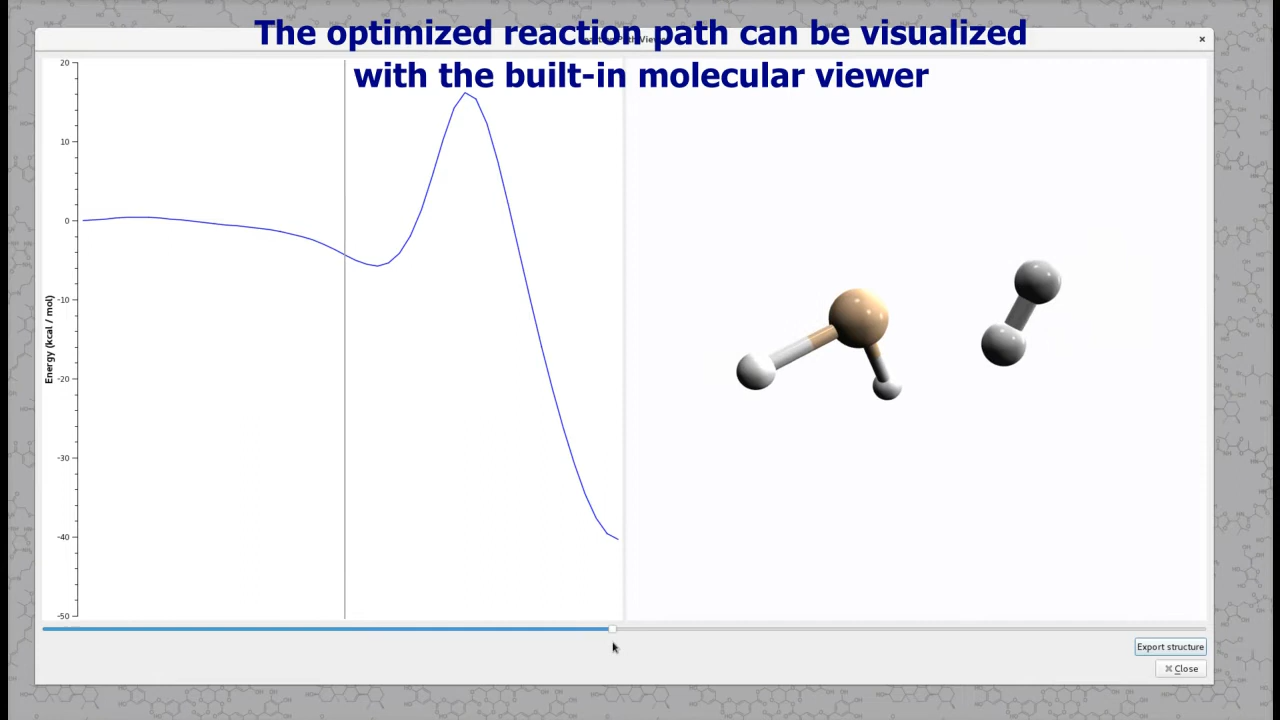 The optimized reaction path can be visualized
with the built-in molecular viewer
20
10
0
-10
-20
-30
-40
-50
Energy (kcal / mol)
Export structure
Close